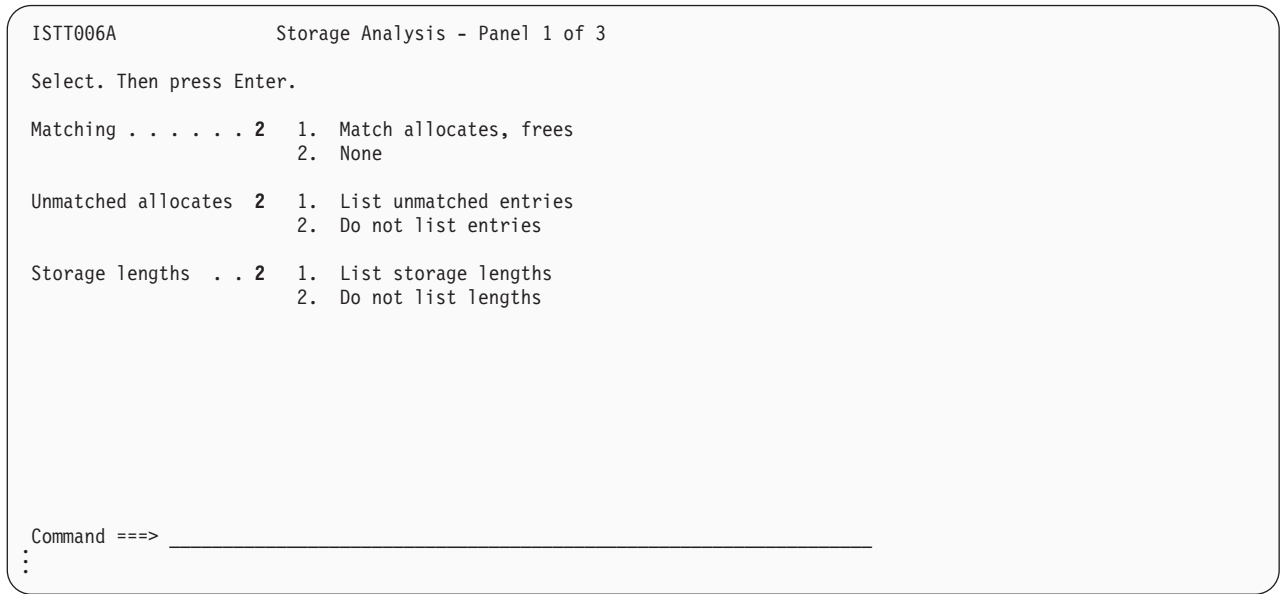 ISTT006A Storage Analysis - Panel 1 of 3
Select. Then press Enter.
Matching . . . . . . 2 1. Match allocates, frees
2. None
Unmatched allocates 2 1. List unmatched entries
2. Do not list entries
Storage lengths . . 2 1. List storage lengths
2. Do not list lengths
Command ===> __________________________________________________________________